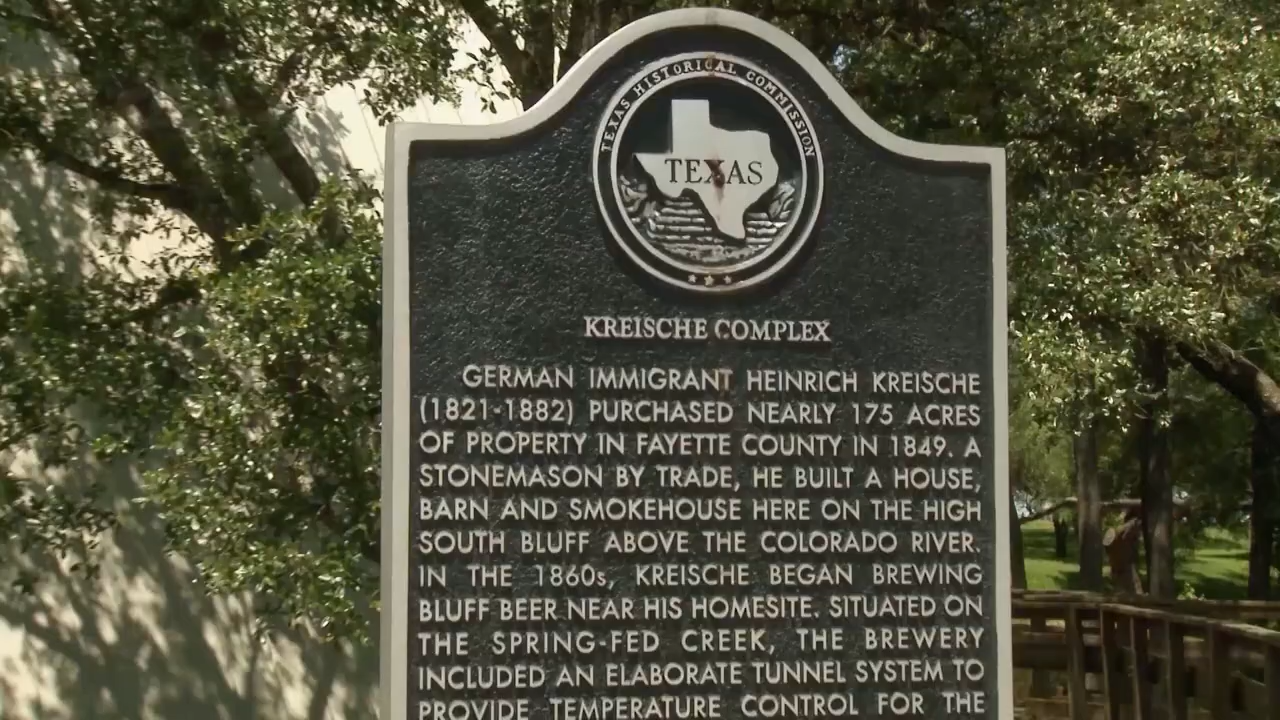 TEXAS HISTORICAL COMMISSION
TEXAS
KREISCHE COMPLEX
GERMAN IMMIGRANT HEINRICH KREISCHE
(1821-1882) PURCHASED NEARLY 175 ACRES
OF PROPERTY IN FAYETTE COUNTY IN 1849. A
STONEMASON BY TRADE, HE BUILT A HOUSE,
BARN AND SMOKEHOUSE HERE ON THE HIGH
SOUTH BLUFF ABOVE THE COLORADO RIVER.
IN THE 1860s, KREISCHE BEGAN BREWING
BLUFF BEER NEAR HIS HOMESITE. SITUATED ON
THE SPRING-FED CREEK, THE BREWERY
INCLUDED AN ELABORATE TUNNEL SYSTEM TO
PROVIDE TEMPERATURE CONTROL FOR THE